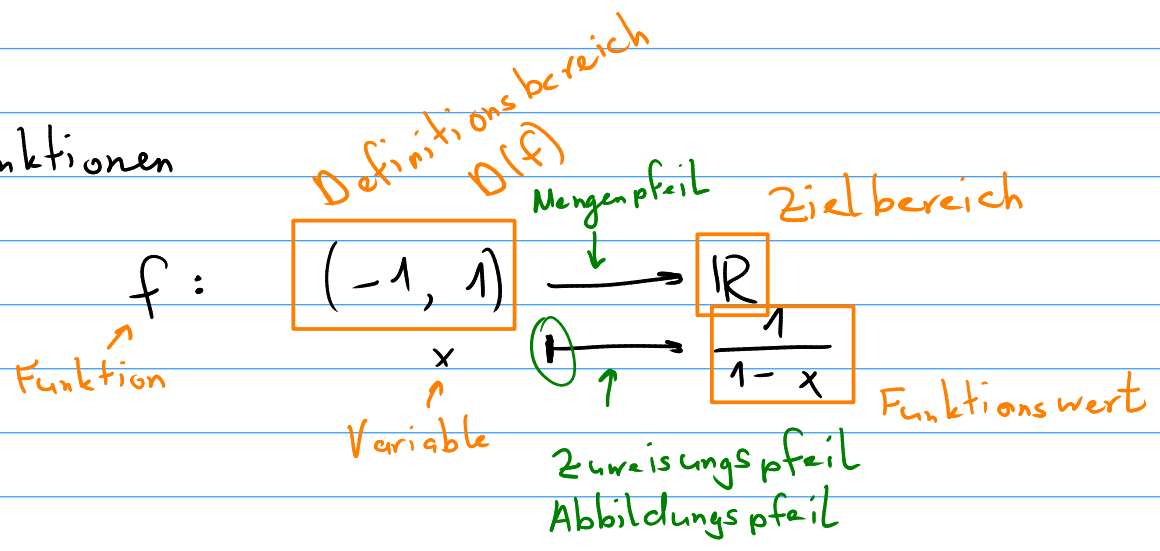 nktionen
Definitionsbereich
D(f)
Mengenpfeil
Zielbereich
f : (-1, 1) → ℝ
x ↦ 1/(1-x)
Funktion
Variable
Funktionswert
Zuweisungspfeil
Abbildungspfeil